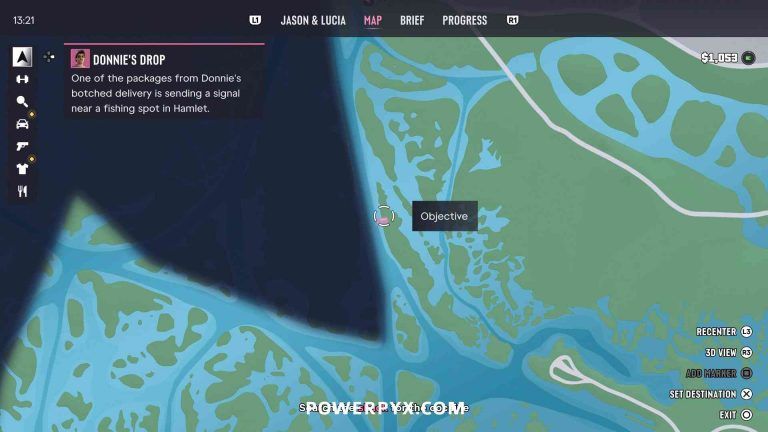 13:21
L1 JASON & LUCIA MAP BRIEF PROGRESS R1
$1,053
DONNIE'S DROP
One of the packages from Donnie's
botched delivery is sending a signal
near a fishing spot in Hamlet.
Objective
RECENTER L3
3D VIEW R3
ADD MARKER
SET DESTINATION
EXIT
POWERPYX.COM